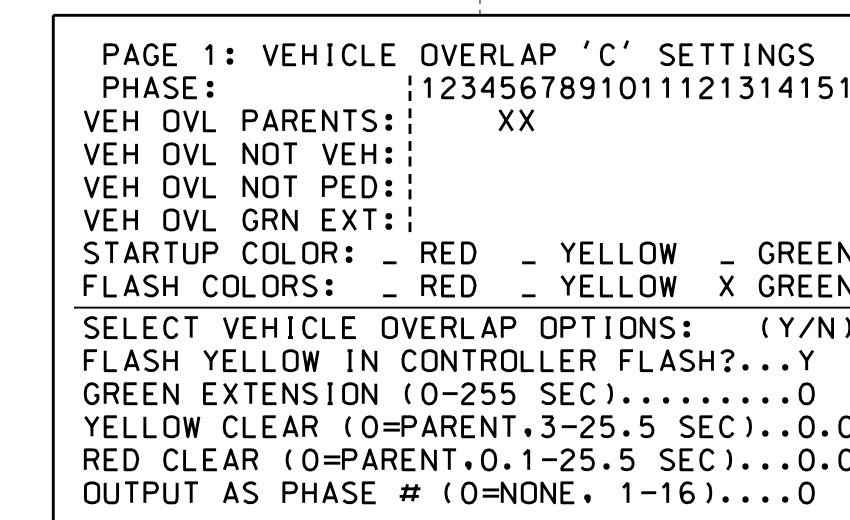 PAGE 1: VEHICLE OVERLAP 'C' SETTINGS
PHASE: ¦1234567891011121314151
VEH OVL PARENTS:¦ XX
VEH OVL NOT VEH:¦
VEH OVL NOT PED:¦
VEH OVL GRN EXT:¦
STARTUP COLOR: _ RED _ YELLOW _ GREEN
FLASH COLORS: _ RED _ YELLOW X GREEN
SELECT VEHICLE OVERLAP OPTIONS: (Y/N)
FLASH YELLOW IN CONTROLLER FLASH?...Y
GREEN EXTENSION (0-255 SEC).........0
YELLOW CLEAR (0=PARENT,3-25.5 SEC)..0.0
RED CLEAR (0=PARENT,0.1-25.5 SEC)...0.0
OUTPUT AS PHASE # (0=NONE, 1-16)....0